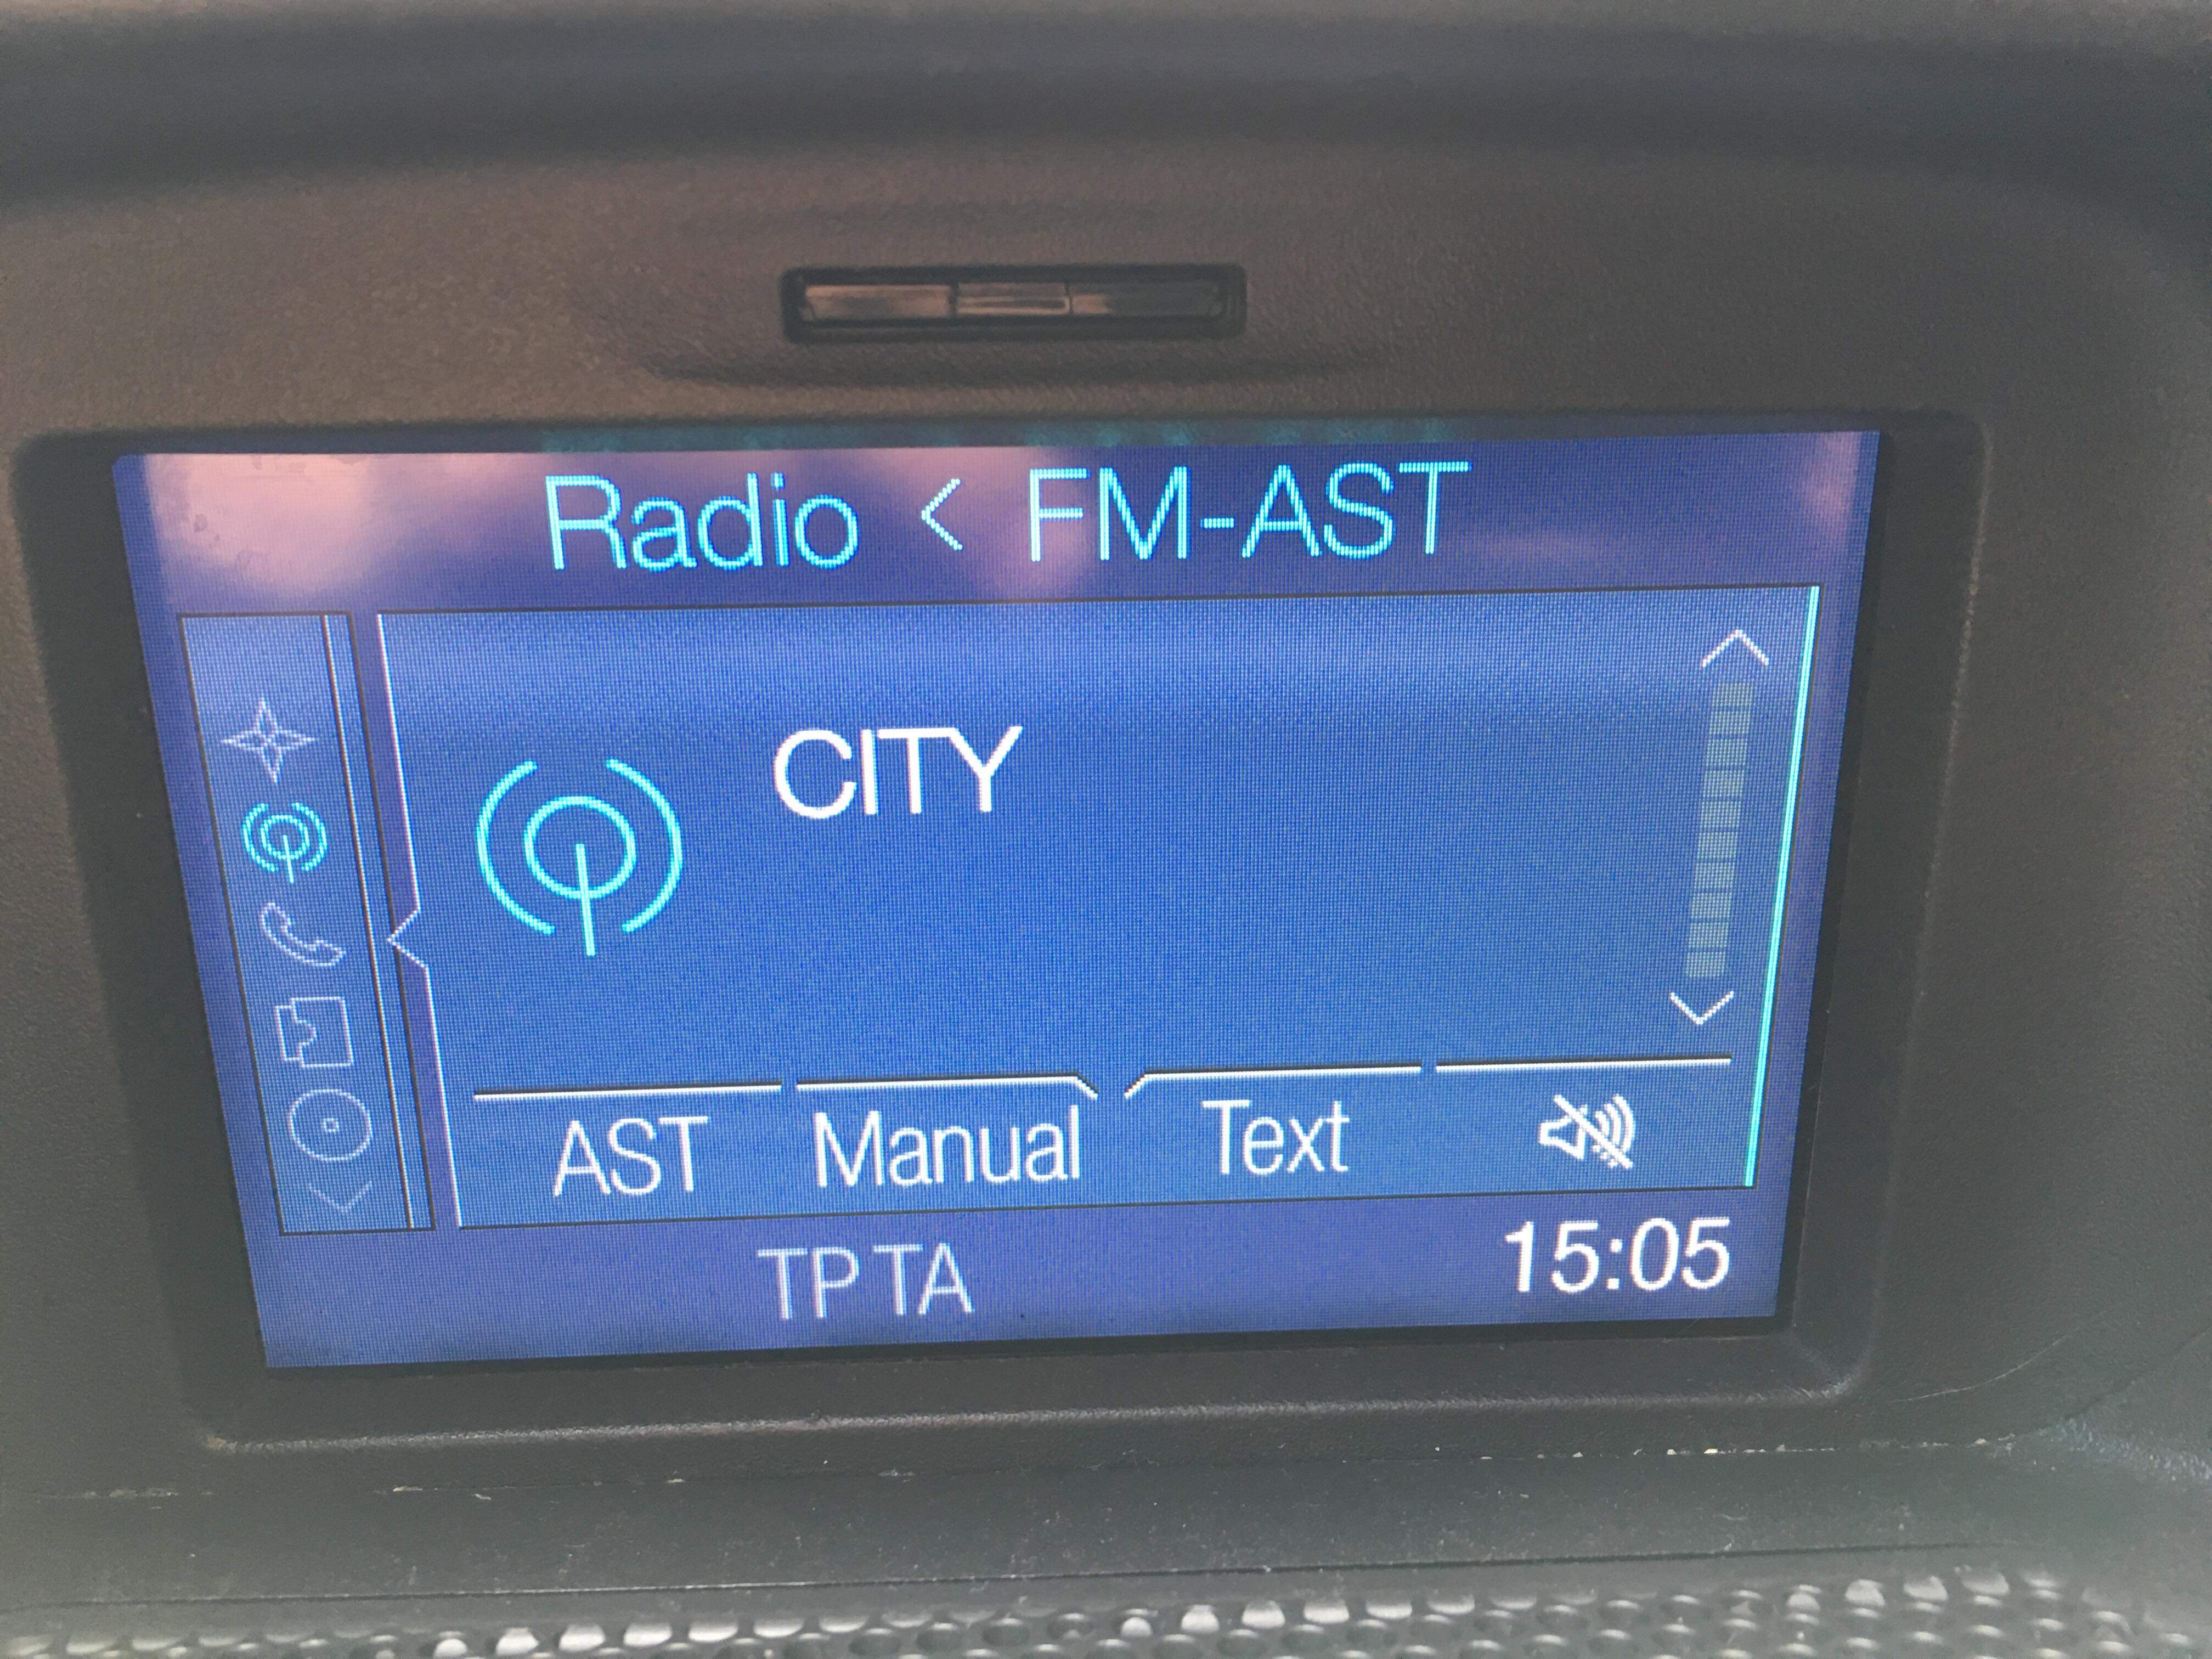 Radio < FM-AST
CITY
AST Manual Text
TP TA 15:05